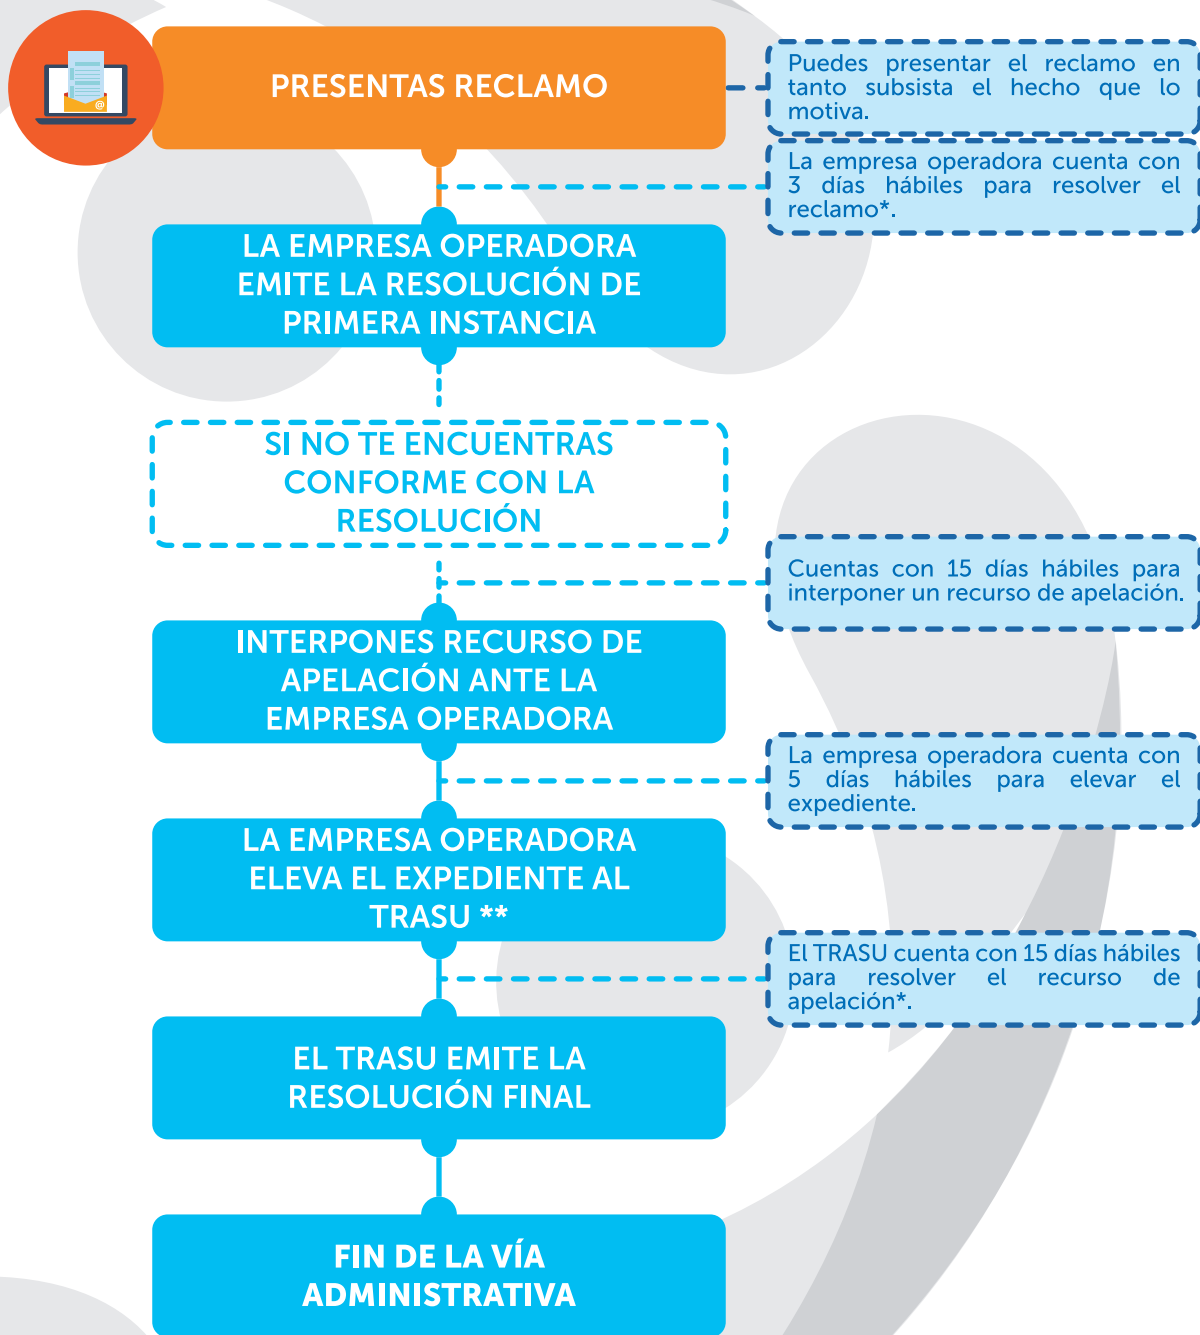 PRESENTAS RECLAMO
Puedes presentar el reclamo en
tanto subsista el hecho que lo
motiva.
La empresa operadora cuenta con
3 días hábiles para resolver el
reclamo*.
LA EMPRESA OPERADORA
EMITE LA RESOLUCIÓN DE
PRIMERA INSTANCIA
SI NO TE ENCUENTRAS
CONFORME CON LA
RESOLUCIÓN
Cuentas con 15 días hábiles para
interponer un recurso de apelación.
INTERPONES RECURSO DE
APELACIÓN ANTE LA
EMPRESA OPERADORA
La empresa operadora cuenta con
5 días hábiles para elevar el
expediente.
LA EMPRESA OPERADORA
ELEVA EL EXPEDIENTE AL
TRASU **
El TRASU cuenta con 15 días hábiles
para resolver el recurso de
apelación*.
EL TRASU EMITE LA
RESOLUCIÓN FINAL
FIN DE LA VÍA
ADMINISTRATIVA